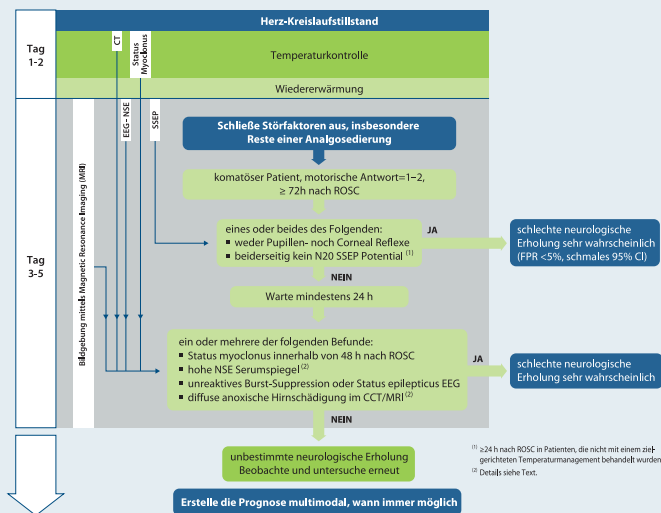 Herz-Kreislaufstillstand
Tag
1-2
CT
Status
Myoclonus
Temperaturkontrolle
Wiedererwärmung
Tag
3-5
Bildgebung mittels Magnetic Resonance Imaging (MRI)
EEG - NSE
SSEP
Schließe Störfaktoren aus, insbesondere
Reste einer Analgosedierung
komatöser Patient, motorische Antwort=1–2,
≥ 72h nach ROSC
eines oder beides des Folgenden:
▪ weder Pupillen- noch Corneal Reflexe
▪ beiderseitig kein N20 SSEP Potential (1)
JA
schlechte neurologische
Erholung sehr wahrscheinlich
(FPR <5%, schmales 95% CI)
NEIN
Warte mindestens 24 h
ein oder mehrere der folgenden Befunde:
▪ Status myoclonus innerhalb von 48 h nach ROSC
▪ hohe NSE Serumspiegel (2)
▪ unreaktives Burst-Suppression oder Status epilepticus EEG
▪ diffuse anoxische Hirnschädigung im CCT/MRI (2)
JA
schlechte neurologische
Erholung sehr wahrscheinlich
NEIN
unbestimmte neurologische Erholung
Beobachte und untersuche erneut
(1) ≥24 h nach ROSC in Patienten, die nicht mit einem ziel-
gerichteten Temperaturmanagement behandelt wurden
(2) Details siehe Text.
Erstelle die Prognose multimodal, wann immer möglich